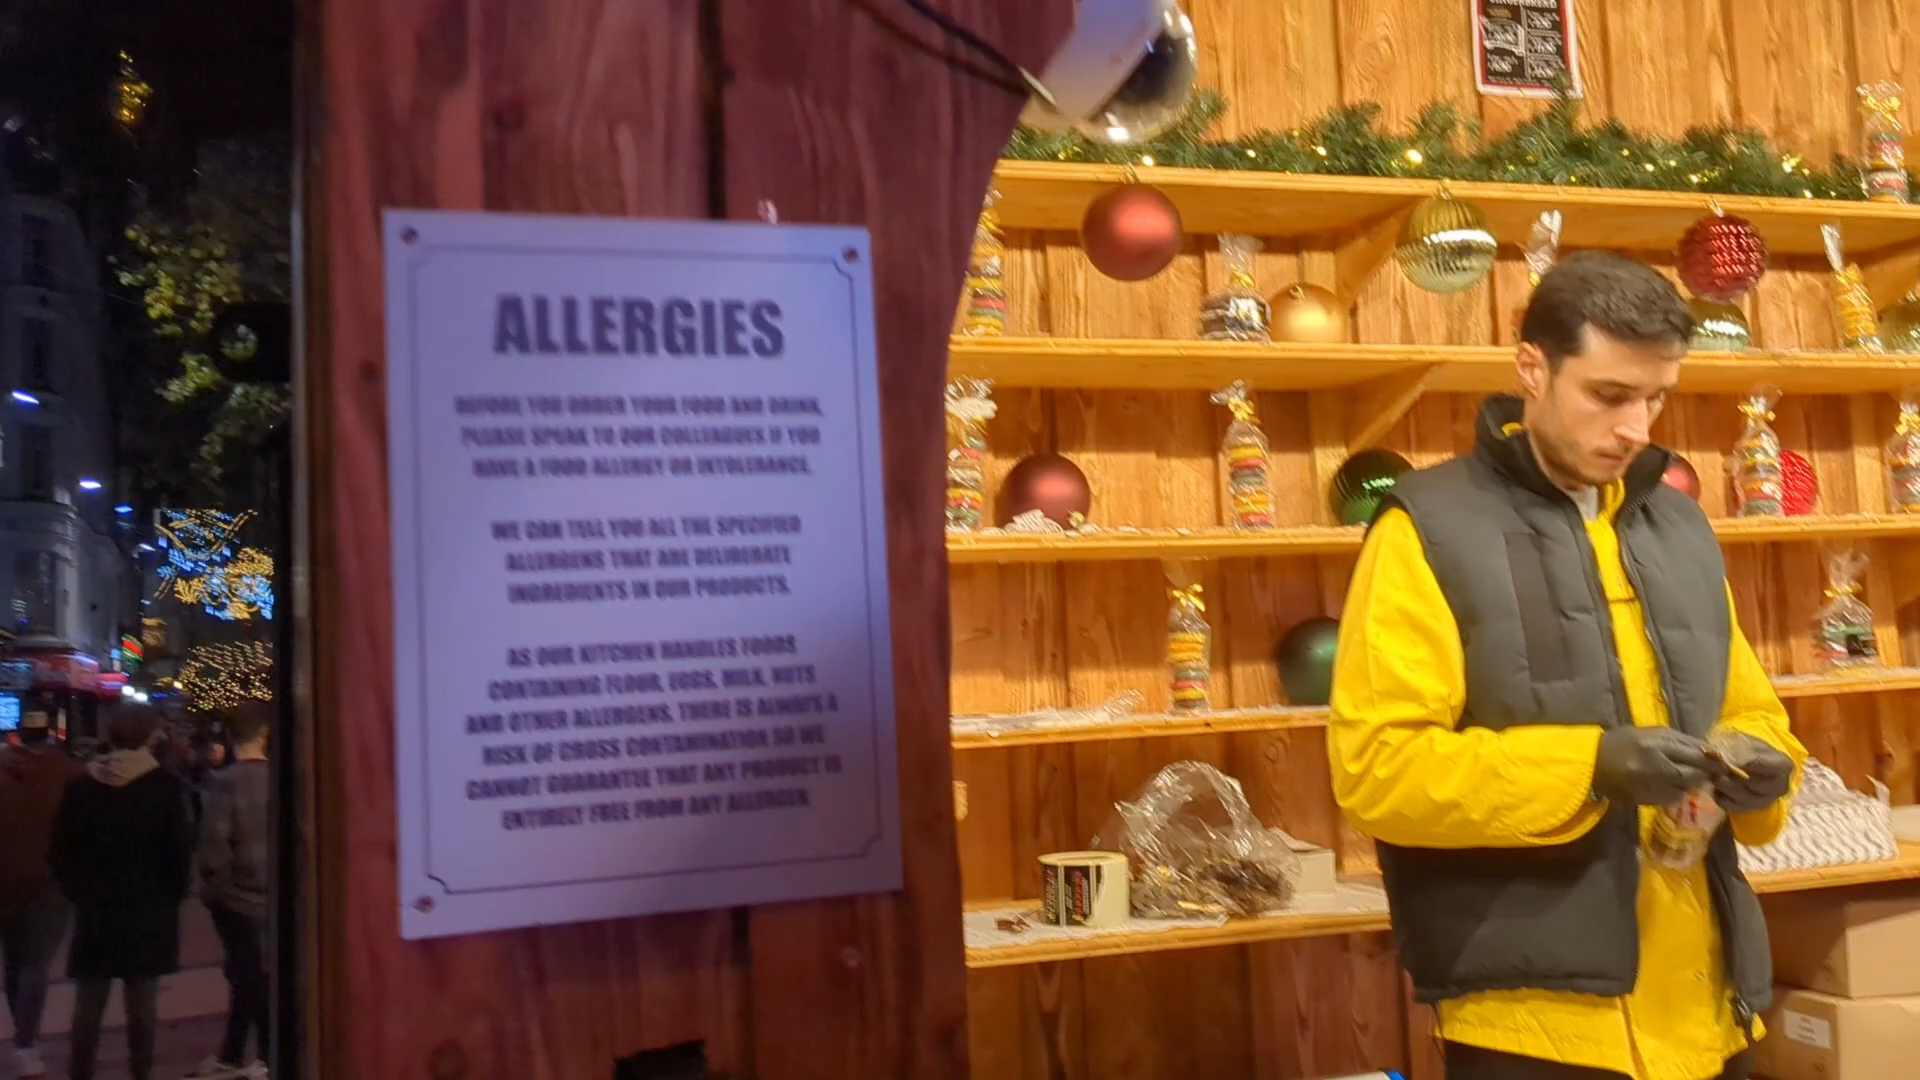 ALLERGIES
BEFORE YOU ORDER YOUR FOOD AND DRINK,
PLEASE SPEAK TO OUR COLLEAGUES IF YOU
HAVE A FOOD ALLERGY OR INTOLERANCE.
WE CAN TELL YOU ALL THE SPECIFIED
ALLERGENS THAT ARE DELIBERATE
INGREDIENTS IN OUR PRODUCTS.
AS OUR KITCHEN HANDLES FOODS
CONTAINING FLOUR, EGGS, MILK, NUTS
AND OTHER ALLERGENS, THERE IS ALWAYS A
RISK OF CROSS CONTAMINATION SO WE
CANNOT GUARANTEE THAT ANY PRODUCT IS
ENTIRELY FREE FROM ANY ALLERGEN.